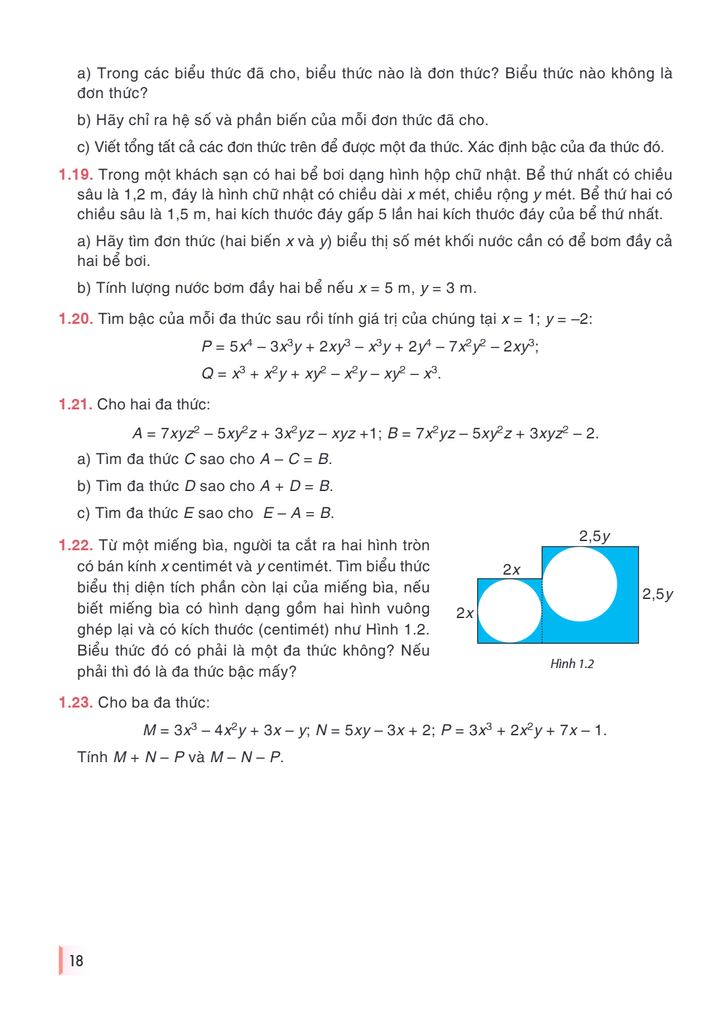 a) Trong các biểu thức đã cho, biểu thức nào là đơn thức? Biểu thức nào không là
đơn thức?
b) Hãy chỉ ra hệ số và phần biến của mỗi đơn thức đã cho.
c) Viết tổng tất cả các đơn thức trên để được một đa thức. Xác định bậc của đa thức đó.
1.19. Trong một khách sạn có hai bể bơi dạng hình hộp chữ nhật. Bể thứ nhất có chiều
sâu là 1,2 m, đáy là hình chữ nhật có chiều dài x mét, chiều rộng y mét. Bể thứ hai có
chiều sâu là 1,5 m, hai kích thước đáy gấp 5 lần hai kích thước đáy của bể thứ nhất.
a) Hãy tìm đơn thức (hai biến x và y) biểu thị số mét khối nước cần có để bơm đầy cả
hai bể bơi.
b) Tính lượng nước bơm đầy hai bể nếu x = 5 m, y = 3 m.
1.20. Tìm bậc của mỗi đa thức sau rồi tính giá trị của chúng tại x = 1; y = –2:
P = 5x⁴ – 3x³y + 2xy³ – x³y + 2y⁴ – 7x²y² – 2xy³;
Q = x³ + x²y + xy² – x²y – xy² – x³.
1.21. Cho hai đa thức:
A = 7xyz² – 5xy²z + 3x²yz – xyz +1; B = 7x²yz – 5xy²z + 3xyz² – 2.
a) Tìm đa thức C sao cho A – C = B.
b) Tìm đa thức D sao cho A + D = B.
c) Tìm đa thức E sao cho E – A = B.
1.22. Từ một miếng bìa, người ta cắt ra hai hình tròn
có bán kính x centimét và y centimét. Tìm biểu thức
biểu thị diện tích phần còn lại của miếng bìa, nếu
biết miếng bìa có hình dạng gồm hai hình vuông
ghép lại và có kích thước (centimét) như Hình 1.2.
Biểu thức đó có phải là một đa thức không? Nếu
phải thì đó là đa thức bậc mấy?
2,5y
2x
2,5y
2x
Hình 1.2
1.23. Cho ba đa thức:
M = 3x³ – 4x²y + 3x – y; N = 5xy – 3x + 2; P = 3x³ + 2x²y + 7x – 1.
Tính M + N – P và M – N – P.
18